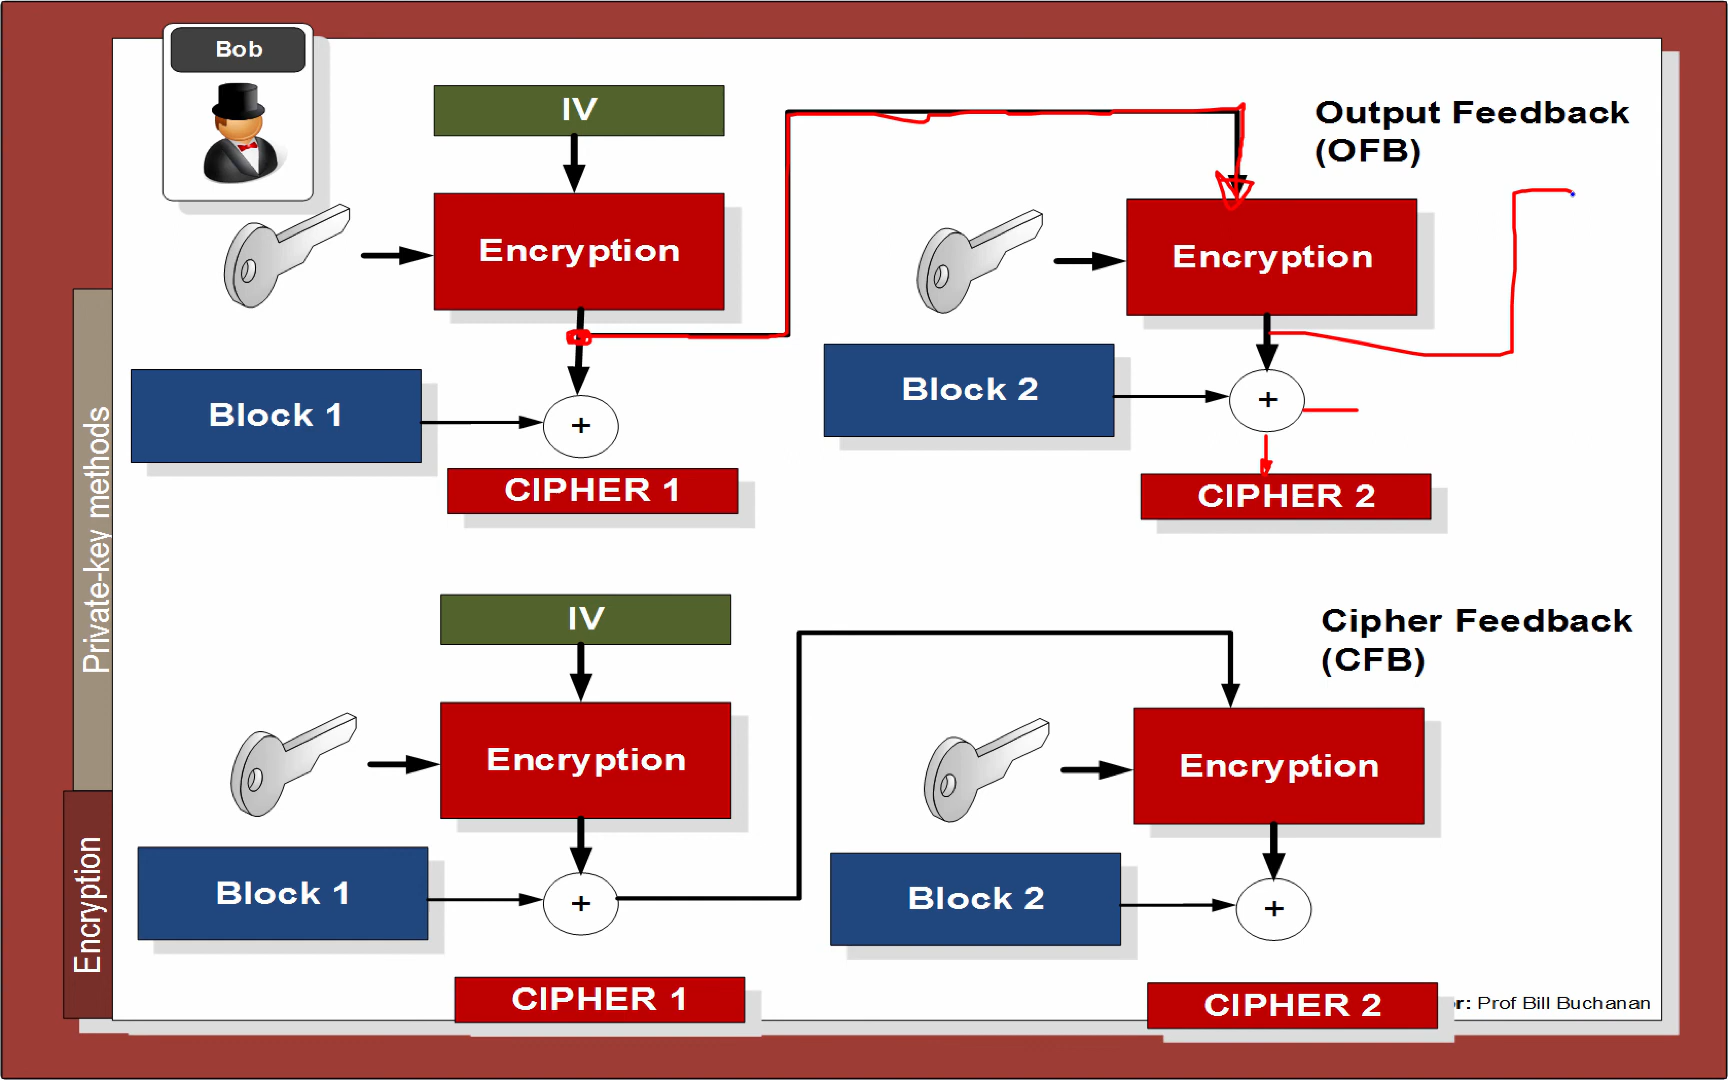 Bob
IV
Output Feedback
(OFB)
Encryption
Encryption
Block 1
+
Block 2
+
CIPHER 1
CIPHER 2
IV
Cipher Feedback
(CFB)
Encryption
Encryption
Block 1
+
Block 2
+
CIPHER 1
CIPHER 2
r: Prof Bill Buchanan
Private-key methods
Encryption